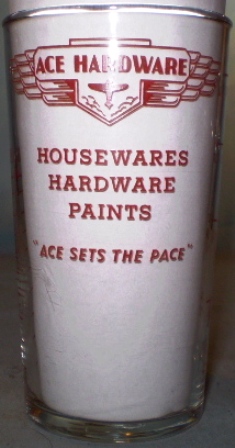 ACE HARDWARE
HOUSEWARES
HARDWARE
PAINTS
"ACE SETS THE PACE"